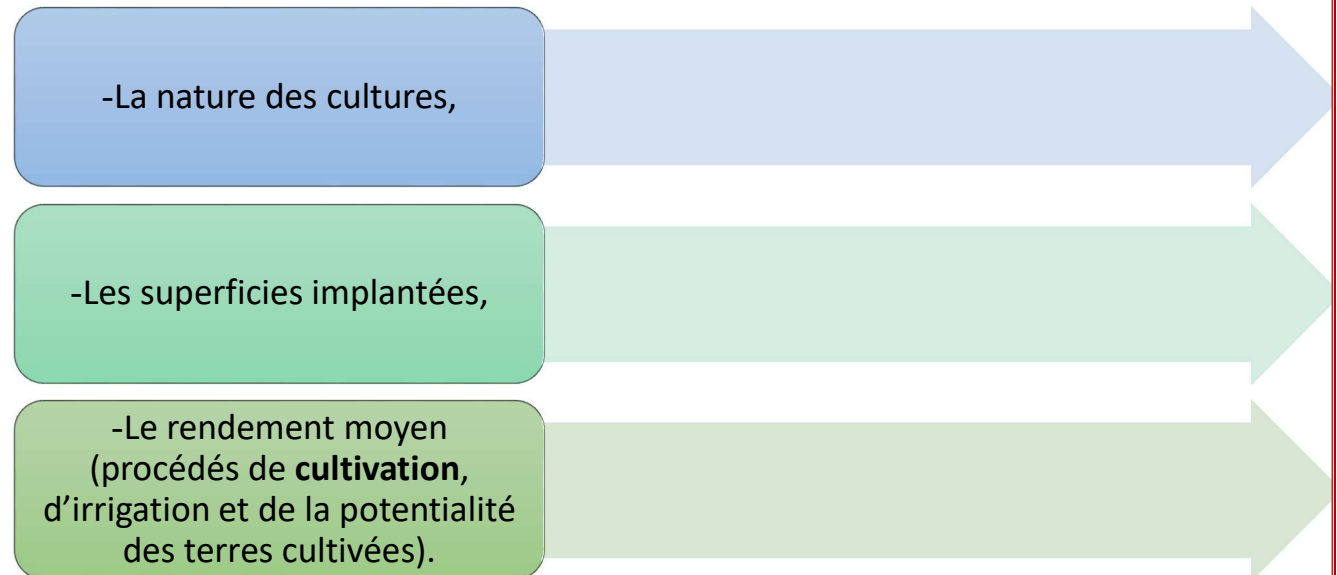 -La nature des cultures,
-Les superficies implantées,
-Le rendement moyen
(procédés de cultivation,
d’irrigation et de la potentialité
des terres cultivées).